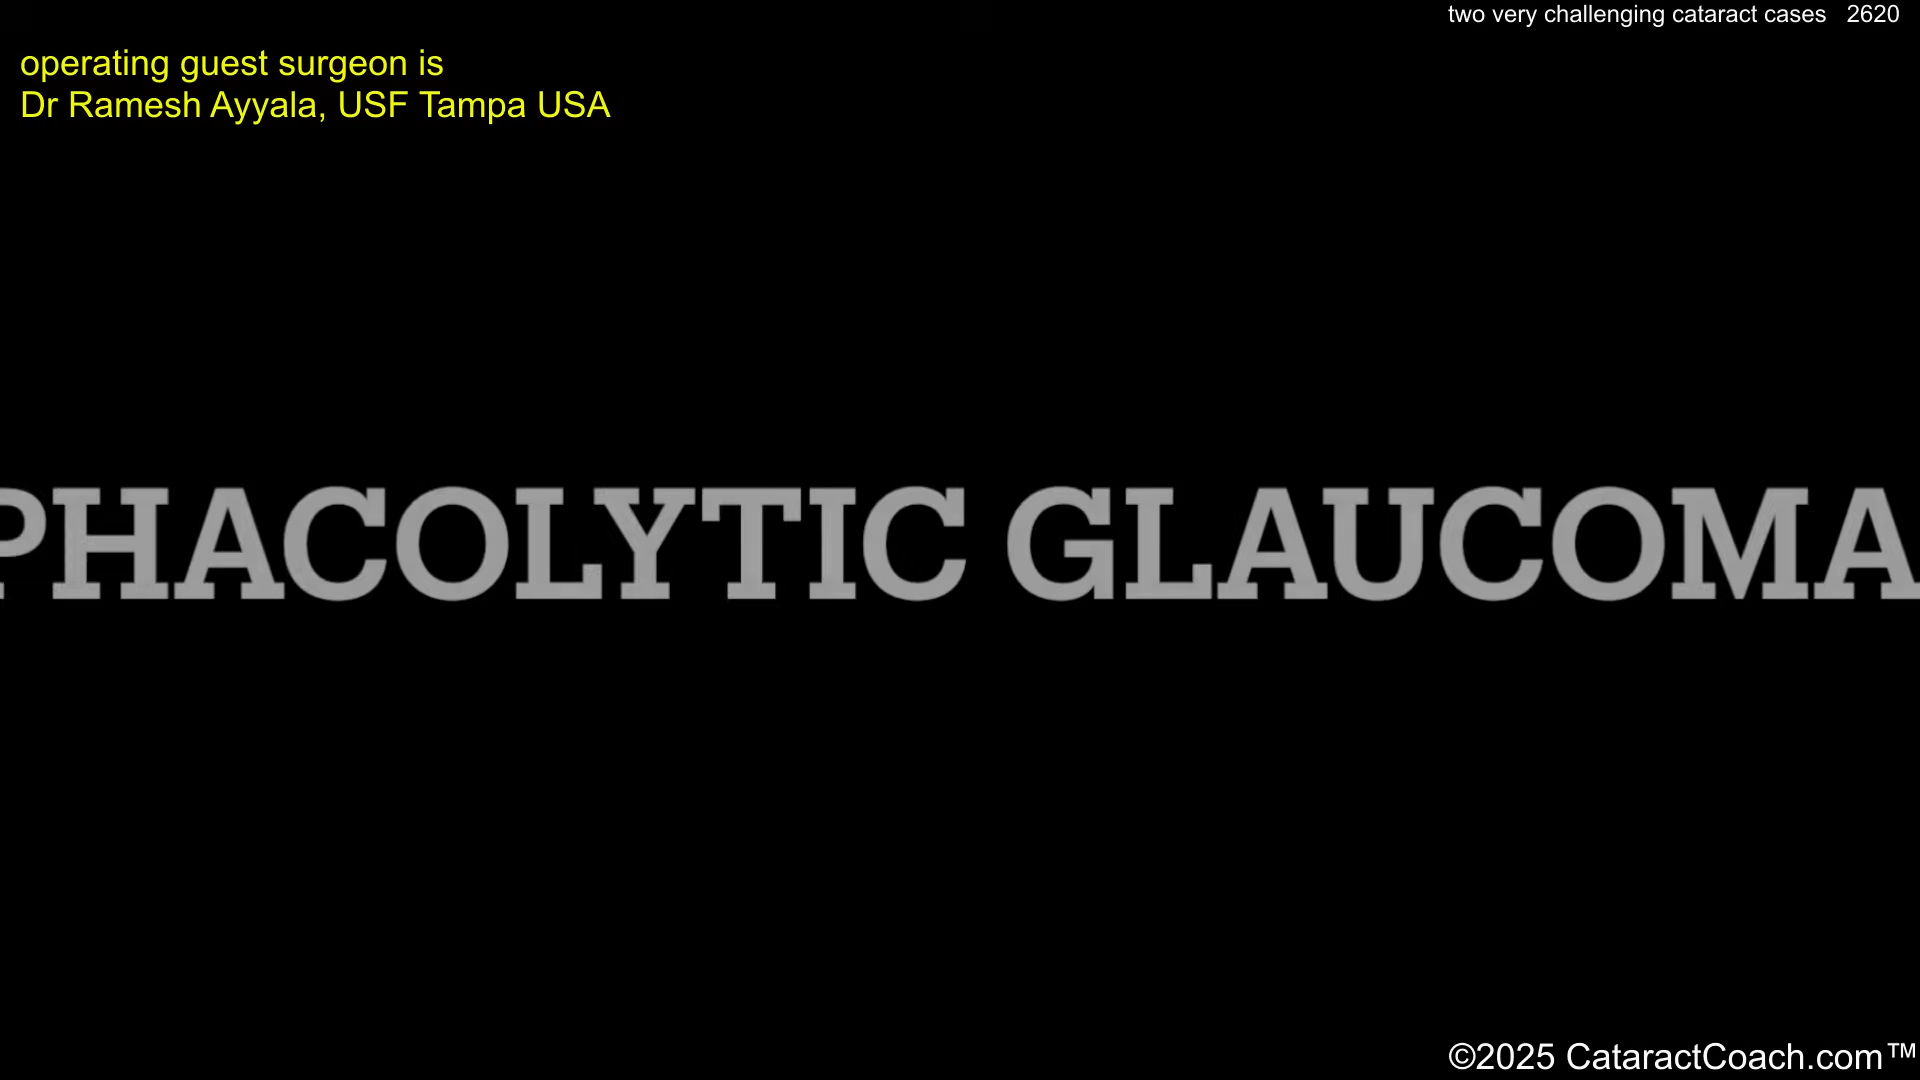 two very challenging cataract cases 2620
operating guest surgeon is
Dr Ramesh Ayyala, USF Tampa USA
PHACOLYTIC GLAUCOMA
©2025 CataractCoach.com™